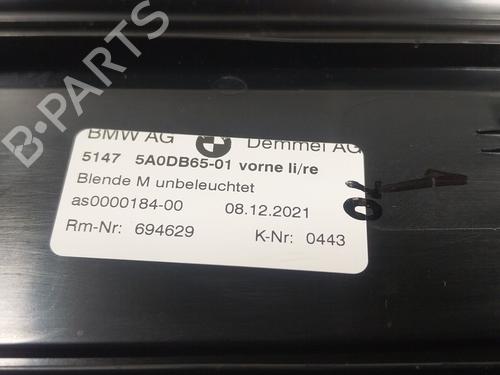 B-PARTS
BMW AG Demmel AG
5147 5A0DB65-01 vorne li/re
Blende M unbeleuchtet
as0000184-00 08.12.2021
Rm-Nr: 694629 K-Nr: 0443